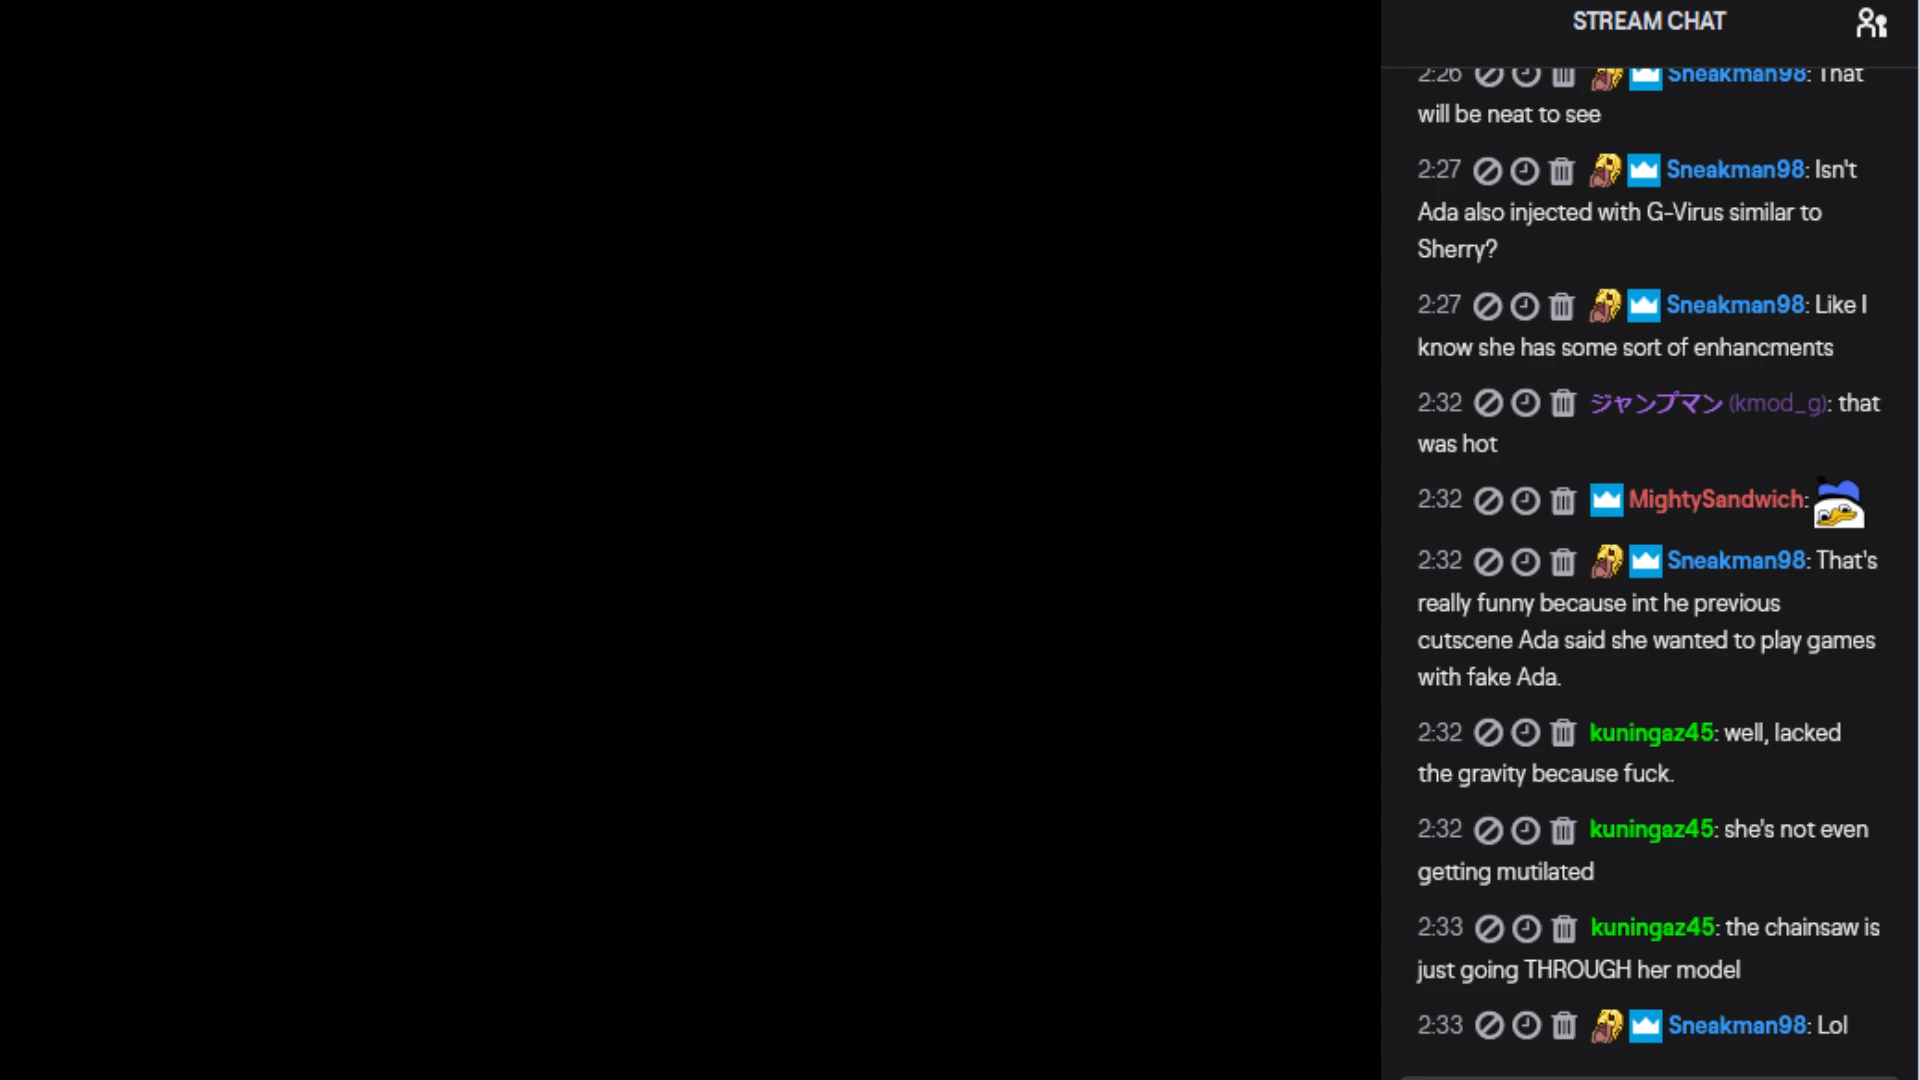 STREAM CHAT
2:26 Sneakman98: That
will be neat to see
2:27 Sneakman98: Isn't
Ada also injected with G-Virus similar to
Sherry?
2:27 Sneakman98: Like I
know she has some sort of enhancments
2:32 ジャンプマン (kmod_g): that
was hot
2:32 MightySandwich:
2:32 Sneakman98: That's
really funny because int he previous
cutscene Ada said she wanted to play games
with fake Ada.
2:32 kuningaz45: well, lacked
the gravity because fuck.
2:32 kuningaz45: she's not even
getting mutilated
2:33 kuningaz45: the chainsaw is
just going THROUGH her model
2:33 Sneakman98: Lol